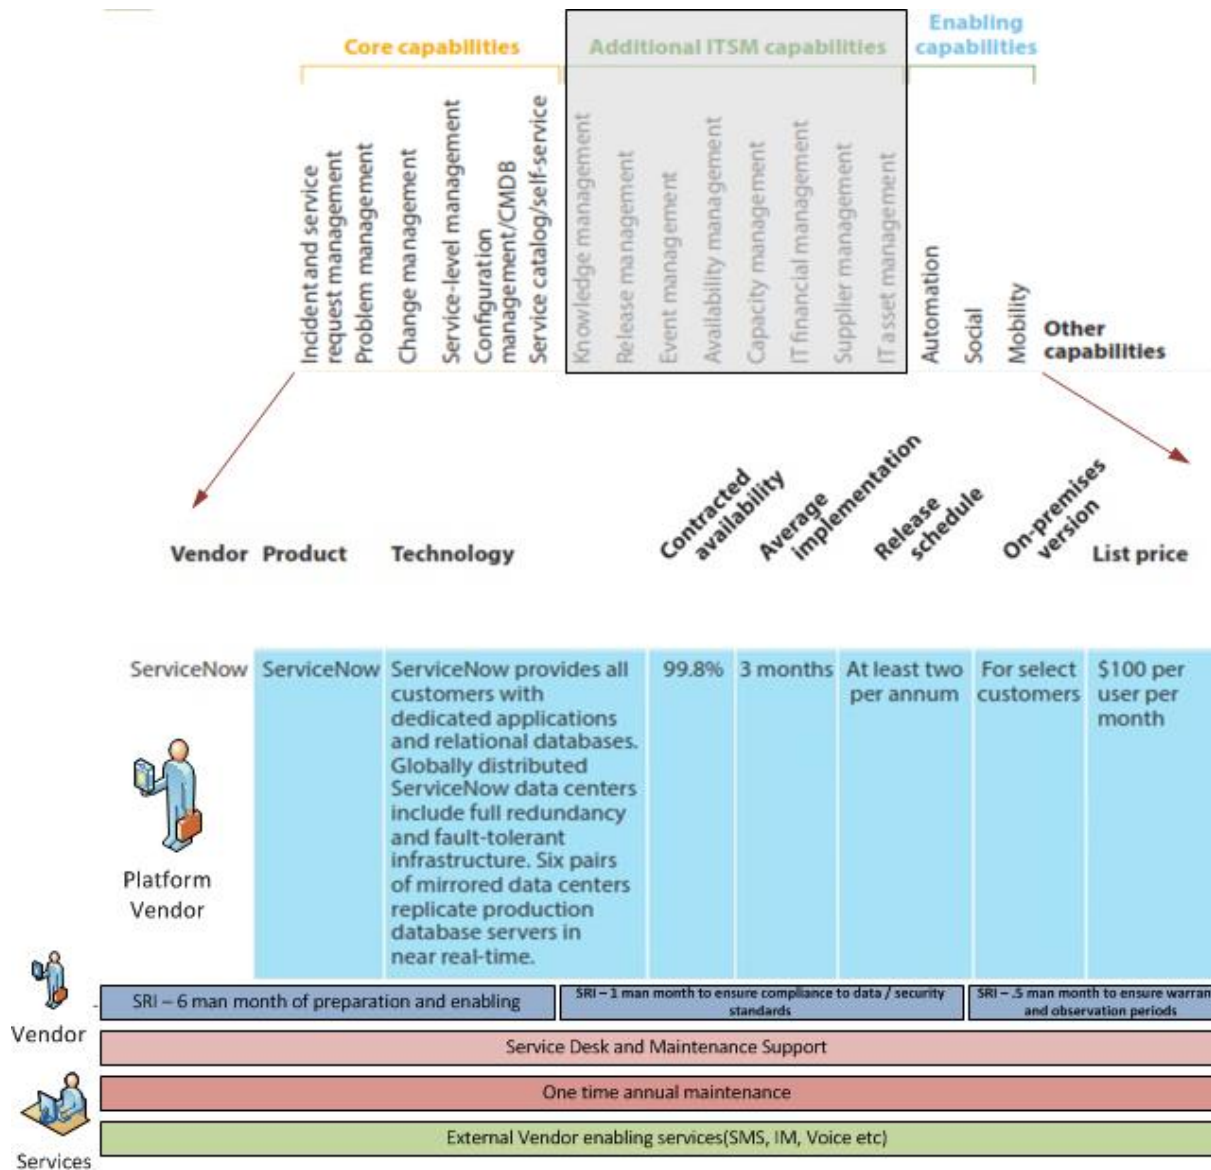 Core capabilities
Additional ITSM capabilities
Enabling
capabilities
Incident and service
request management
Problem management
Change management
Service-level management
Configuration
management/CMDB
Service catalog/self-service
Knowledge management
Release management
Event management
Availability management
Capacity management
IT financial management
Supplier management
IT asset management
Automation
Social
Mobility
Other
capabilities
Vendor
Product
Technology
Contracted
availability
Average
implementation
Release
schedule
On-premises
version
List price
ServiceNow
ServiceNow
ServiceNow provides all
customers with
dedicated applications
and relational databases.
Globally distributed
ServiceNow data centers
include full redundancy
and fault-tolerant
infrastructure. Six pairs
of mirrored data centers
replicate production
database servers in
near real-time.
99.8%
3 months
At least two
per annum
For select
customers
$100 per
user per
month
Platform
Vendor
Vendor
SRI – 6 man month of preparation and enabling
SRI – 1 man month to ensure compliance to data / security
standards
SRI – .5 man month to ensure warran
and observation periods
Service Desk and Maintenance Support
One time annual maintenance
External Vendor enabling services(SMS, IM, Voice etc)
Services